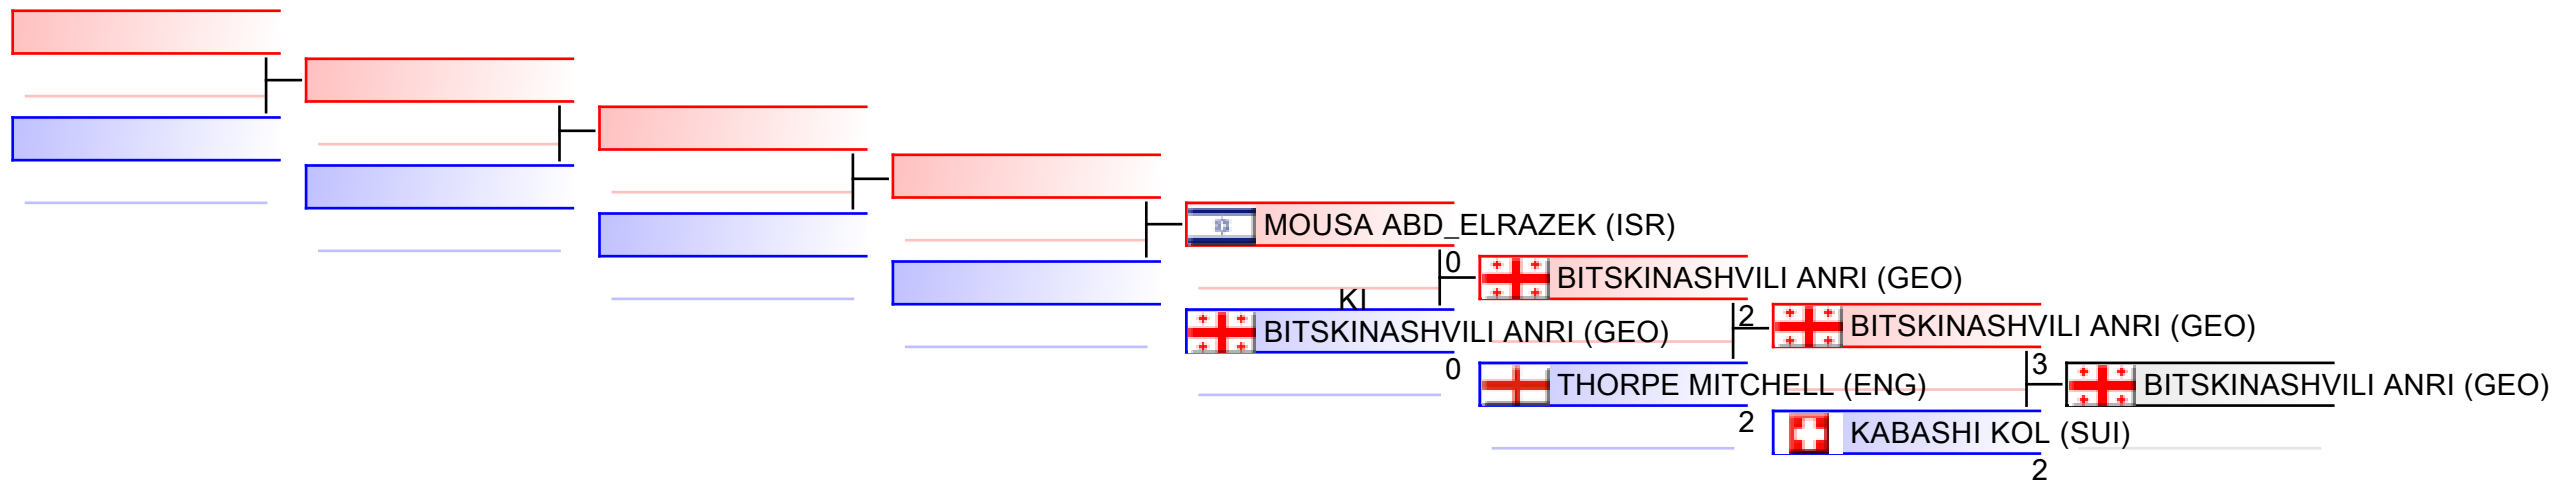 MOUSA ABD_ELRAZEK (ISR)
0
BITSKINASHVILI ANRI (GEO)
KI
BITSKINASHVILI ANRI (GEO)
0
2
BITSKINASHVILI ANRI (GEO)
THORPE MITCHELL (ENG)
2
3
BITSKINASHVILI ANRI (GEO)
KABASHI KOL (SUI)
2